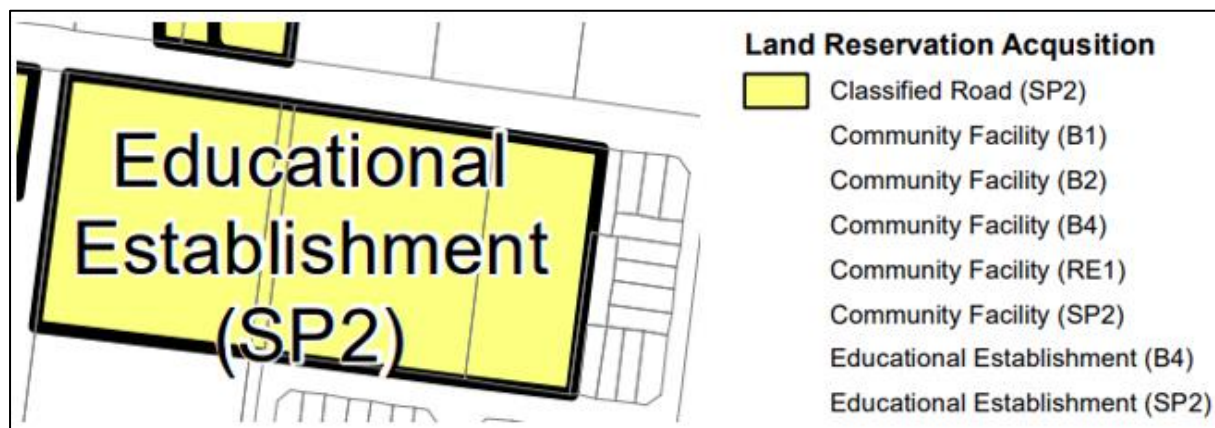 Educational
Establishment
(SP2)
Land Reservation Acqusition
Classified Road (SP2)
Community Facility (B1)
Community Facility (B2)
Community Facility (B4)
Community Facility (RE1)
Community Facility (SP2)
Educational Establishment (B4)
Educational Establishment (SP2)